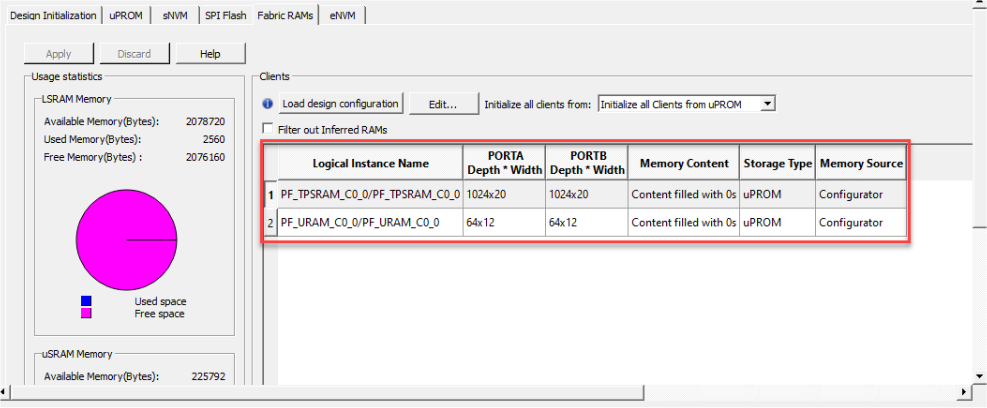 Design Initialization uPROM sNVM SPI Flash Fabric RAMs eNVM
Apply Discard Help
Usage statistics
LSRAM Memory
Available Memory(Bytes): 2078720
Used Memory(Bytes): 2560
Free Memory(Bytes) : 2076160
Used space
Free space
uSRAM Memory
Available Memory(Bytes): 225792
Clients
Load design configuration Edit... Initialize all clients from: Initialize all Clients from uPROM
Filter out Inferred RAMs
Logical Instance Name PORTA Depth * Width PORTB Depth * Width Memory Content Storage Type Memory Source
1 PF_TPSRAM_C0_0/PF_TPSRAM_C0_0 1024x20 1024x20 Content filled with 0s uPROM Configurator
2 PF_URAM_C0_0/PF_URAM_C0_0 64x12 64x12 Content filled with 0s uPROM Configurator